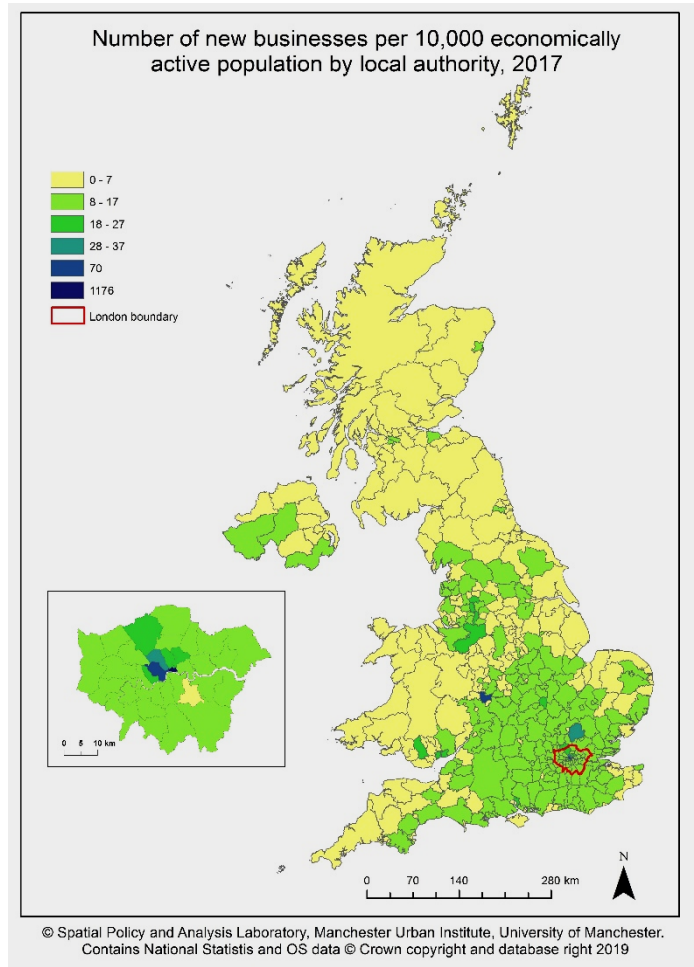 Number of new businesses per 10,000 economically
active population by local authority, 2017
0 - 7
8 - 17
18 - 27
28 - 37
70
1176
London boundary
0 5 10 km
N
0 70 140 280 km
© Spatial Policy and Analysis Laboratory, Manchester Urban Institute, University of Manchester.
Contains National Statistis and OS data © Crown copyright and database right 2019